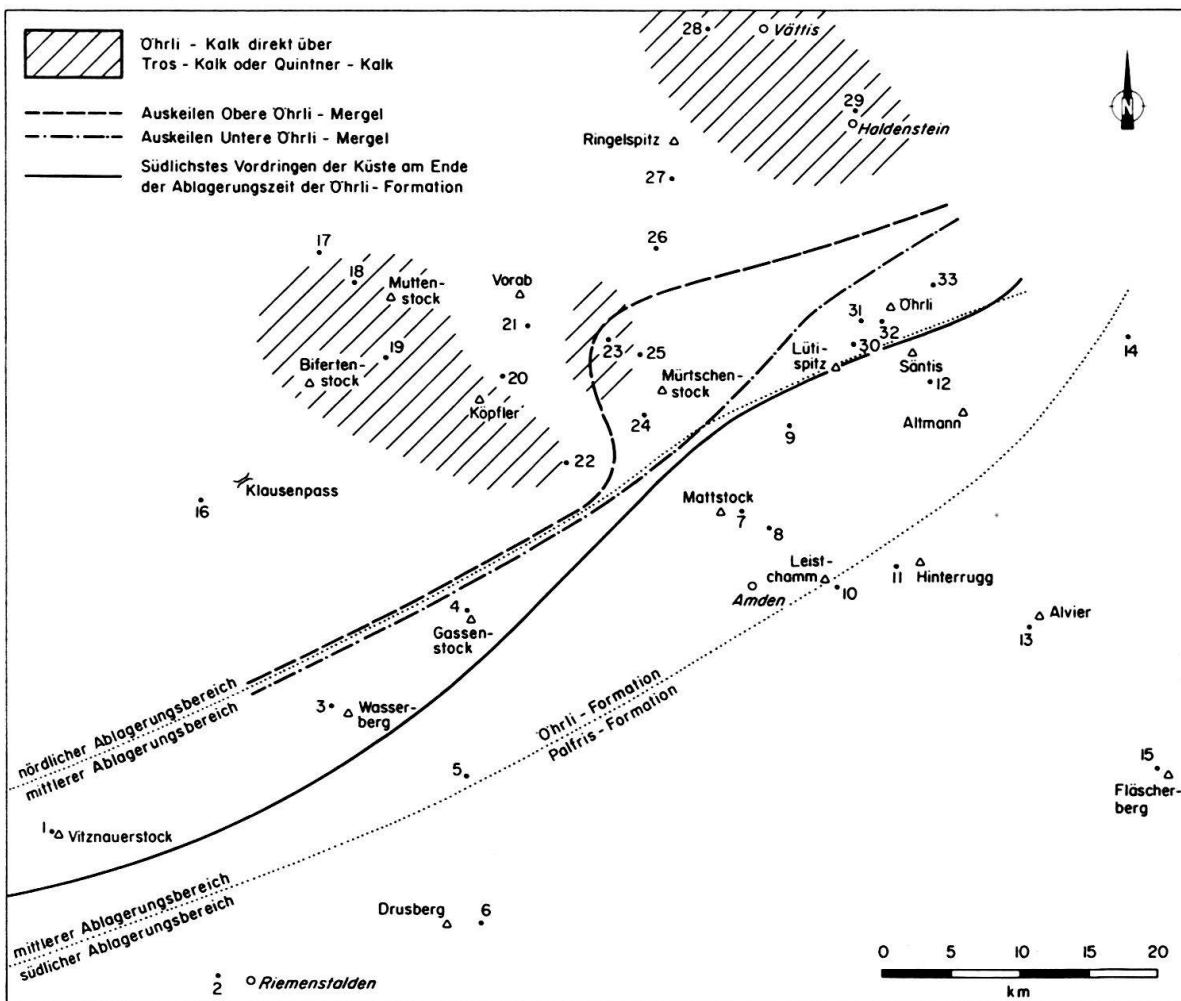 Öhrli - Kalk direkt über
Tros - Kalk oder Quintner - Kalk
Auskeilen Obere Öhrli - Mergel
Auskeilen Untere Öhrli - Mergel
Südlichstes Vordringen der Küste am Ende
der Ablagerungszeit der Öhrli - Formation
28
Vättis
N
29
Haldenstein
Ringelspitz
27
26
17
18
Mutten-
stock
Vorab
21
19
Biferten-
stock
20
Köpfler
23
25
Mürtschen-
stock
24
22
33
Öhrli
31
32
30
Lüti-
spitz
Säntis
12
14
Altmann
9
Klausenpass
16
Mattstock
7
8
Leist-
chamm
10
11
Hinterrugg
Amden
Alvier
13
4
Gassen-
stock
3
Wasser-
berg
nördlicher Ablagerungsbereich
mittlerer Ablagerungsbereich
Öhrli - Formation
Palfris - Formation
5
15
Fläscher-
berg
1
Vitznauerstock
mittlerer Ablagerungsbereich
südlicher Ablagerungsbereich
Drusberg
6
2
Riemenstalden
0 5 10 15 20
km